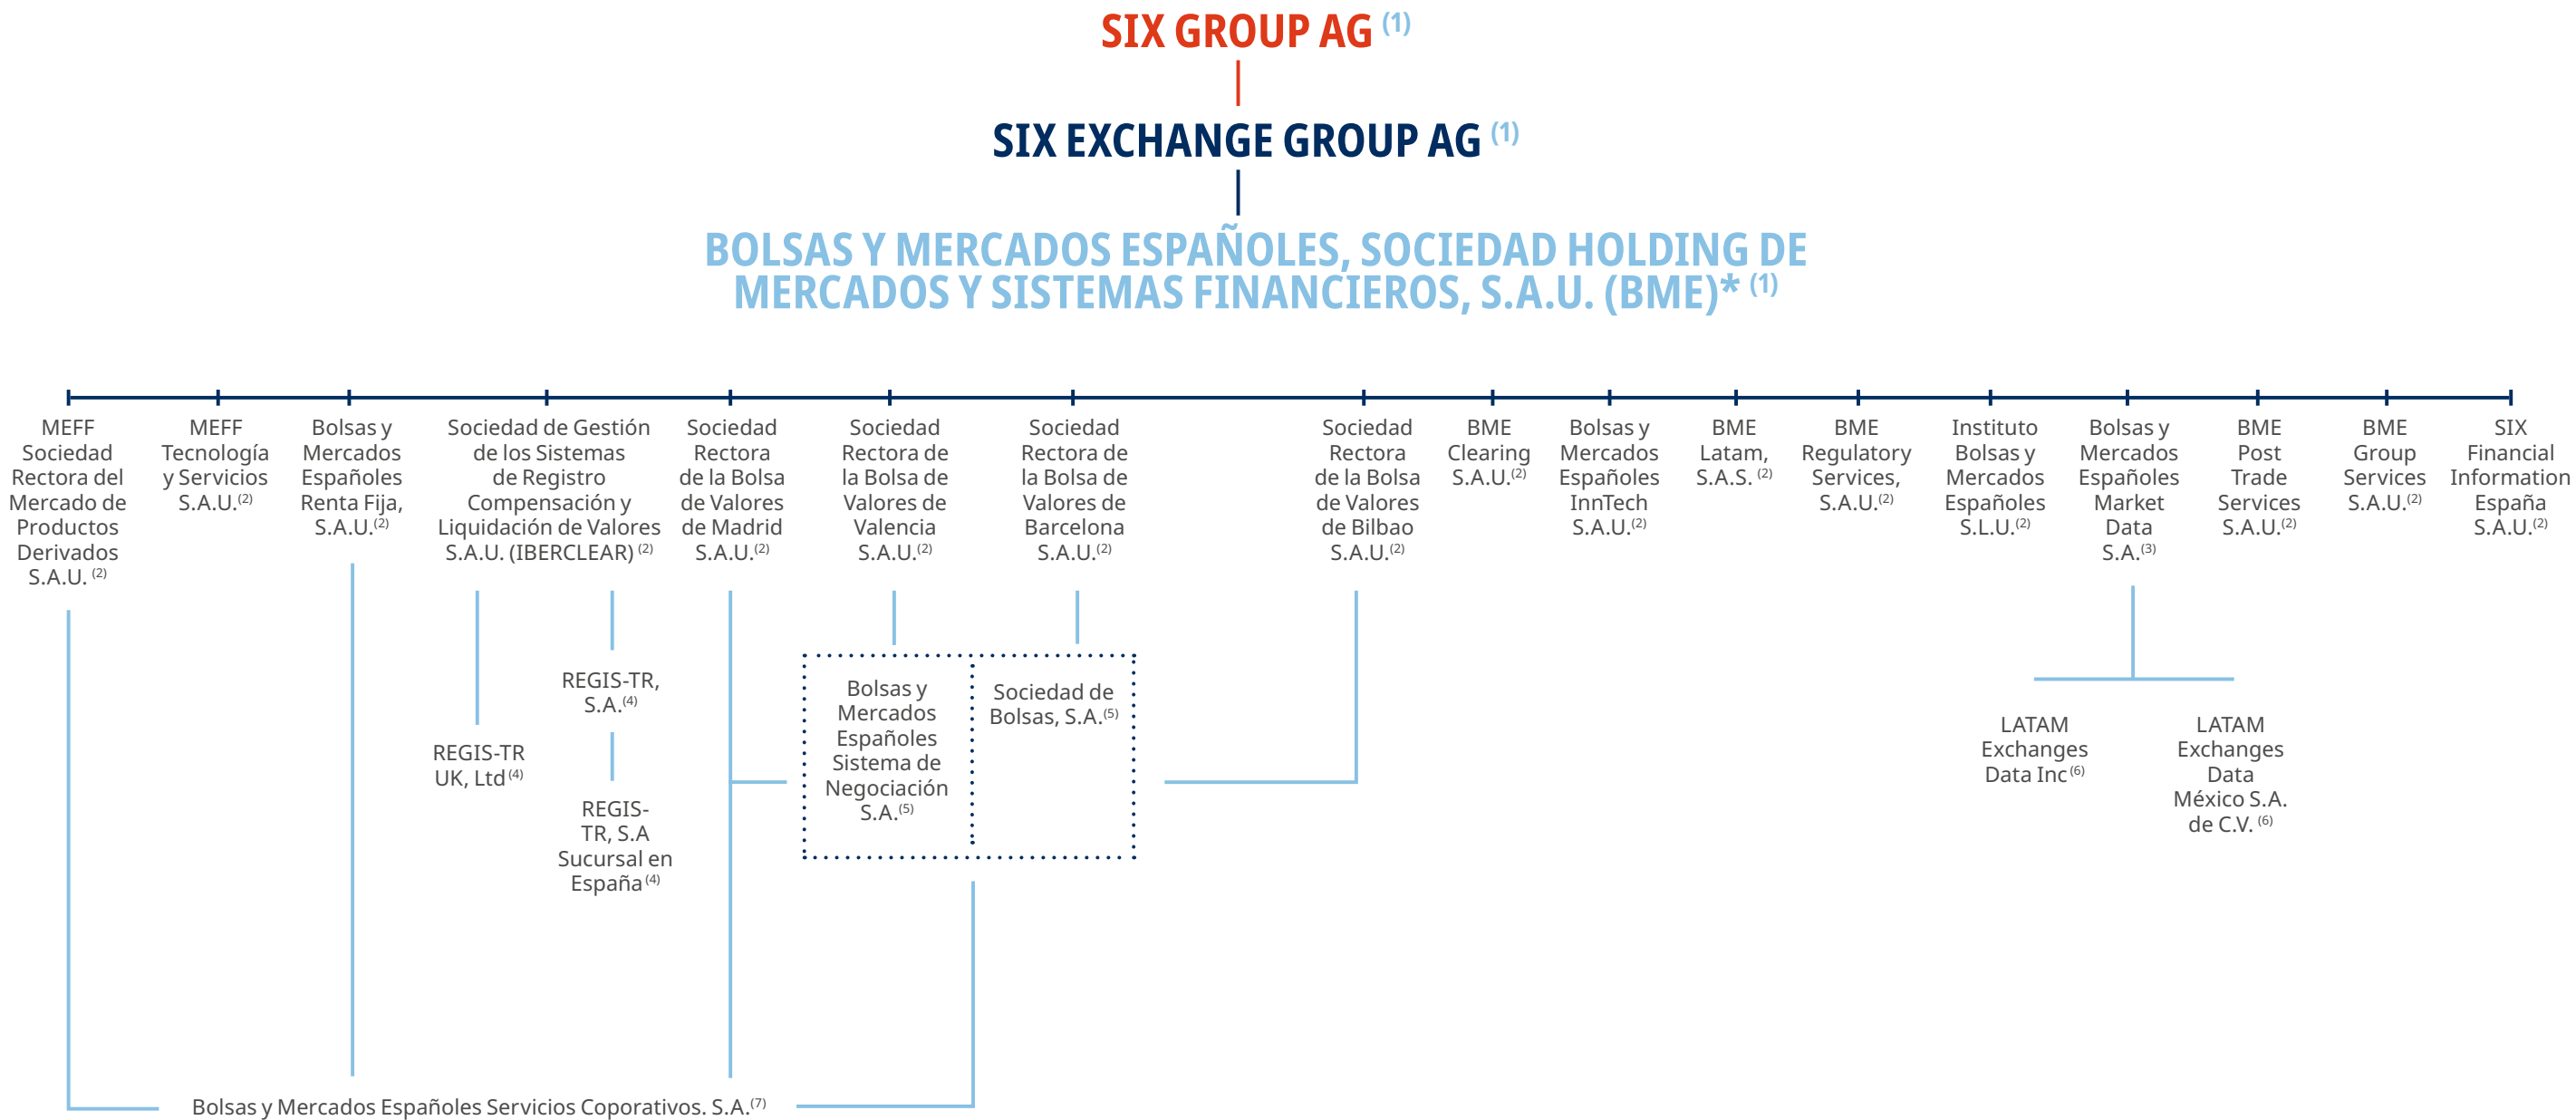 SIX GROUP AG (1)
SIX EXCHANGE GROUP AG (1)
BOLSAS Y MERCADOS ESPAÑOLES, SOCIEDAD HOLDING DE
MERCADOS Y SISTEMAS FINANCIEROS, S.A.U. (BME)* (1)
MEFF
Sociedad
Rectora del
Mercado de
Productos
Derivados
S.A.U. (2)
MEFF
Tecnología
y Servicios
S.A.U.(2)
Bolsas y
Mercados
Españoles
Renta Fija,
S.A.U.(2)
Sociedad de Gestión
de los Sistemas
de Registro
Compensación y
Liquidación de Valores
S.A.U. (IBERCLEAR) (2)
Sociedad
Rectora
de la Bolsa
de Valores
de Madrid
S.A.U.(2)
Sociedad
Rectora de
la Bolsa de
Valores de
Valencia
S.A.U.(2)
Sociedad
Rectora de
la Bolsa de
Valores de
Barcelona
S.A.U.(2)
Sociedad
Rectora
de la Bolsa
de Valores
de Bilbao
S.A.U.(2)
BME
Clearing
S.A.U.(2)
Bolsas y
Mercados
Españoles
InnTech
S.A.U.(2)
BME
Latam,
S.A.S. (2)
BME
Regulatory
Services,
S.A.U.(2)
Instituto
Bolsas y
Mercados
Españoles
S.L.U.(2)
Bolsas y
Mercados
Españoles
Market
Data
S.A.(3)
BME
Post
Trade
Services
S.A.U.(2)
BME
Group
Services
S.A.U.(2)
SIX
Financial
Information
España
S.A.U.(2)
REGIS-TR
UK, Ltd (4)
REGIS-TR,
S.A.(4)
REGIS-
TR, S.A
Sucursal en
España (4)
Bolsas y
Mercados
Españoles
Sistema de
Negociación
S.A.(5)
Sociedad de
Bolsas, S.A.(5)
LATAM
Exchanges
Data Inc (6)
LATAM
Exchanges
Data
México S.A.
de C.V. (6)
Bolsas y Mercados Españoles Servicios Coporativos. S.A.(7)